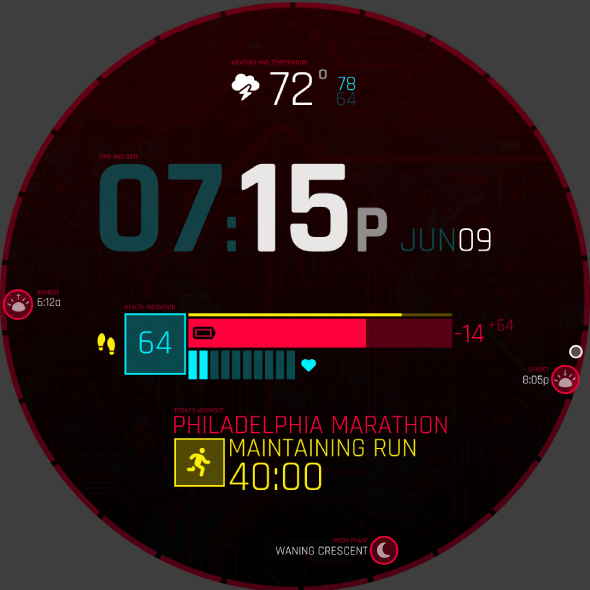 WEATHER AND TEMPERATURE
72° 78
64
TIME AND DATE
07:15P JUN09
SUNRISE
6:12a
HEALTH INDICATION
64 -14 +64
SUNSET
8:05p
TODAY'S WORKOUT
PHILADELPHIA MARATHON
MAINTAINING RUN
40:00
MOON PHASE
WANING CRESCENT